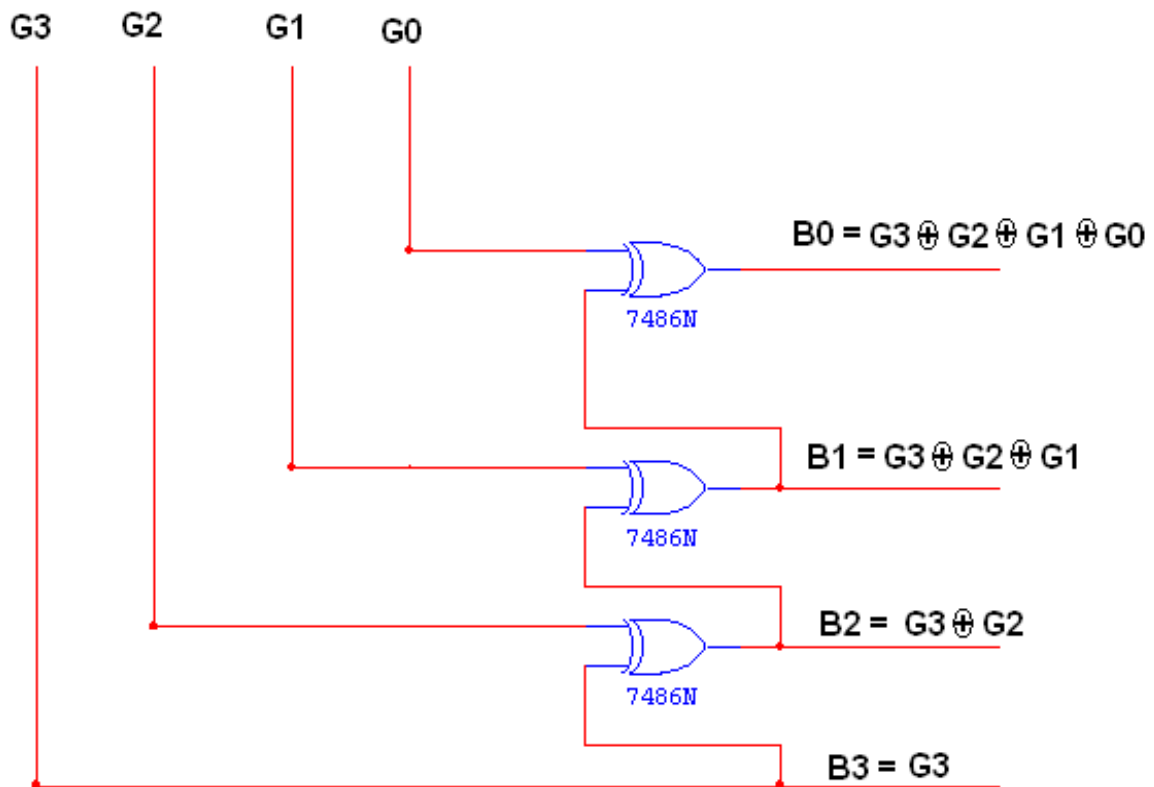 G3 G2 G1 G0
B0 = G3 ⊕ G2 ⊕ G1 ⊕ G0
7486N
B1 = G3 ⊕ G2 ⊕ G1
7486N
B2 = G3 ⊕ G2
7486N
B3 = G3